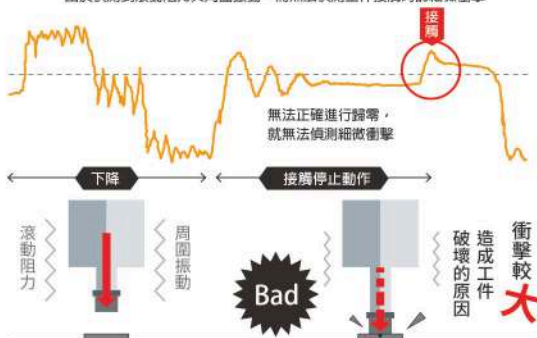 接觸
無法正確進行歸零，
就無法偵測細微衝擊
下降
接觸停止動作
滾動阻力
周圍振動
Bad
衝擊較大
造成工件
破壞的原因